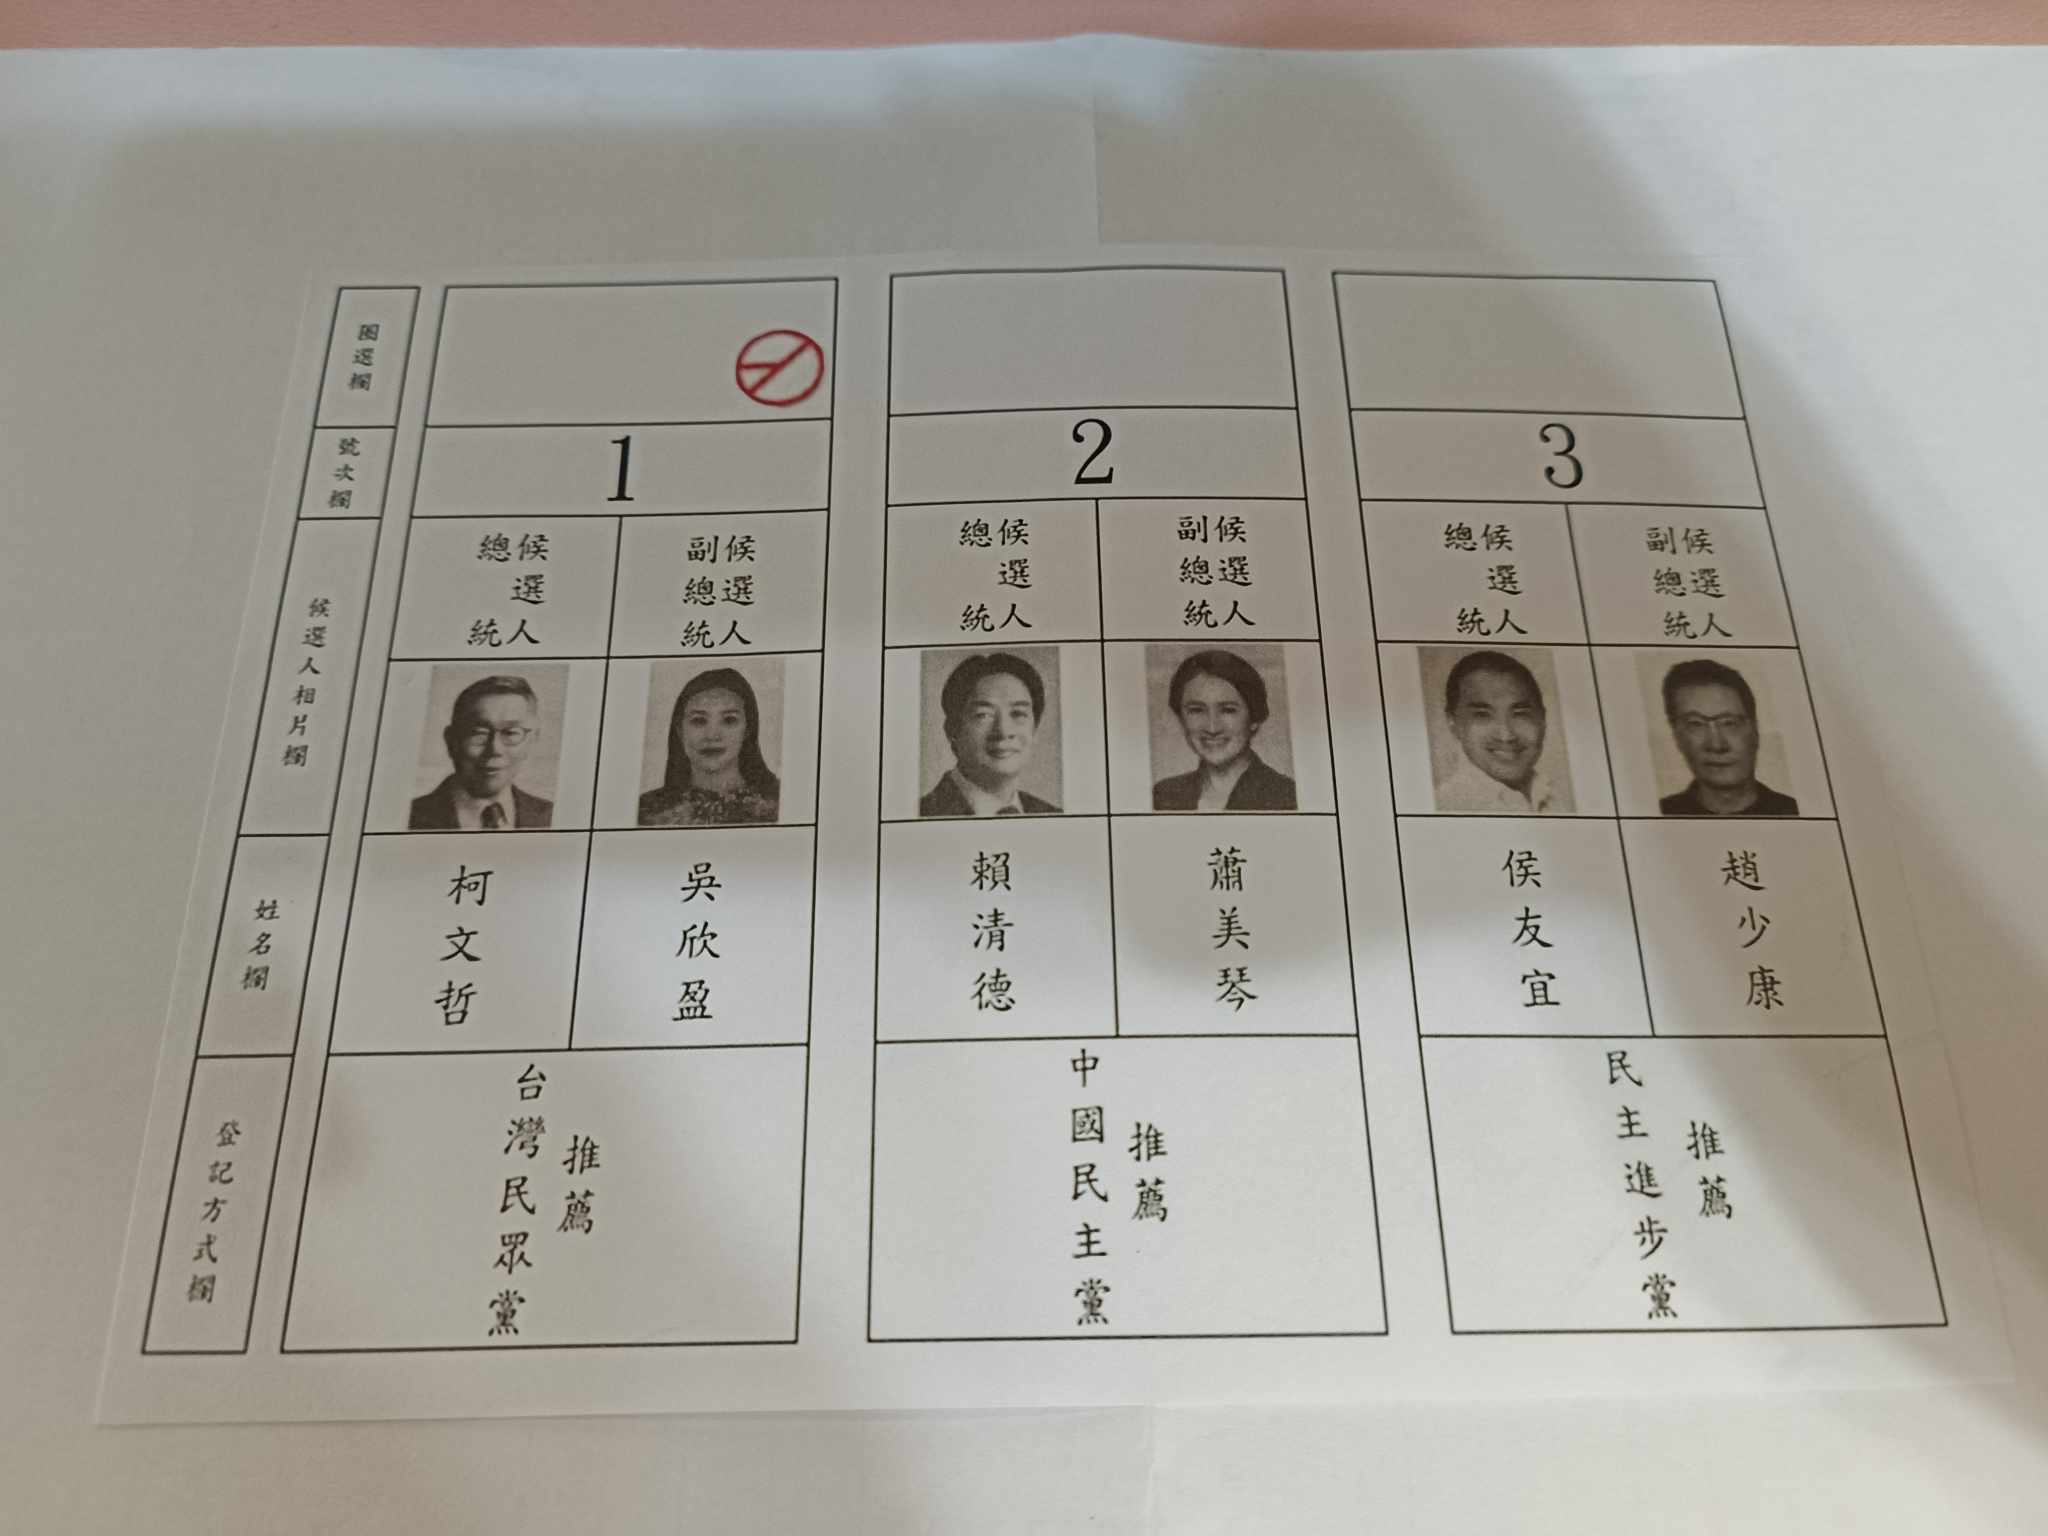 圈選欄
號次欄
候選人相片欄
姓名欄
登記方式欄
1
總統
候選人
副總統
候選人
柯文哲
吳欣盈
台灣民眾黨
推薦
2
總統
候選人
副總統
候選人
賴清德
蕭美琴
中國民主黨
推薦
3
總統
候選人
副總統
候選人
侯友宜
趙少康
民主進步黨
推薦